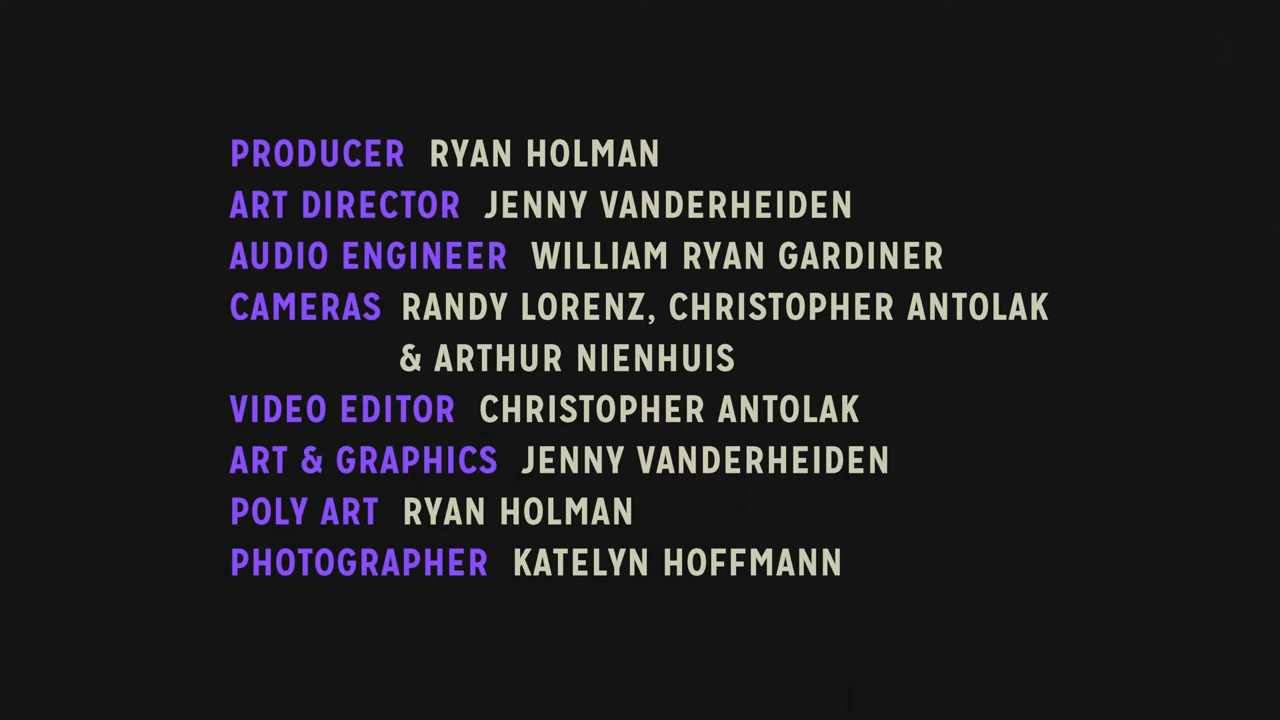 PRODUCER RYAN HOLMAN
ART DIRECTOR JENNY VANDERHEIDEN
AUDIO ENGINEER WILLIAM RYAN GARDINER
CAMERAS RANDY LORENZ, CHRISTOPHER ANTOLAK
& ARTHUR NIENHUIS
VIDEO EDITOR CHRISTOPHER ANTOLAK
ART & GRAPHICS JENNY VANDERHEIDEN
POLY ART RYAN HOLMAN
PHOTOGRAPHER KATELYN HOFFMANN